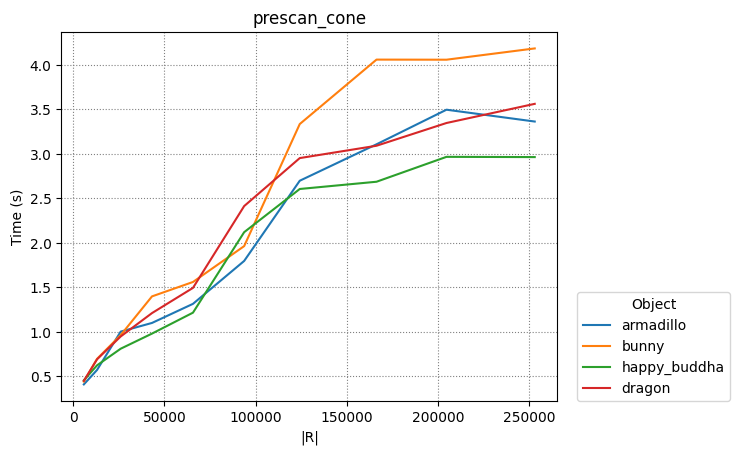 prescan_cone
Time (s)
4.0
3.5
3.0
2.5
2.0
1.5
1.0
0.5
0
50000
100000
150000
200000
250000
|R|
Object
armadillo
bunny
happy_buddha
dragon